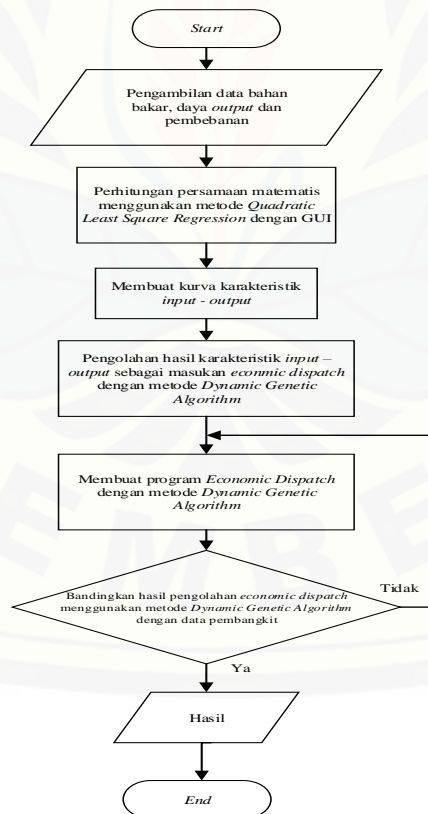 Start
Pengambilan data bahan
bakar, daya output dan
pembebanan
Perhitungan persamaan matematis
menggunakan metode Quadratic
Least Square Regression dengan GUI
Membuat kurva karakteristik
input - output
Pengolahan hasil karakteristik input –
output sebagai masukan econmic dispatch
dengan metode Dynamic Genetic
Algorithm
Membuat program Economic Dispatch
dengan metode Dynamic Genetic
Algorithm
Bandingkan hasil pengolahan economic dispatch
menggunakan metode Dynamic Genetic Algorithm
dengan data pembangkit
Tidak
Ya
Hasil
End